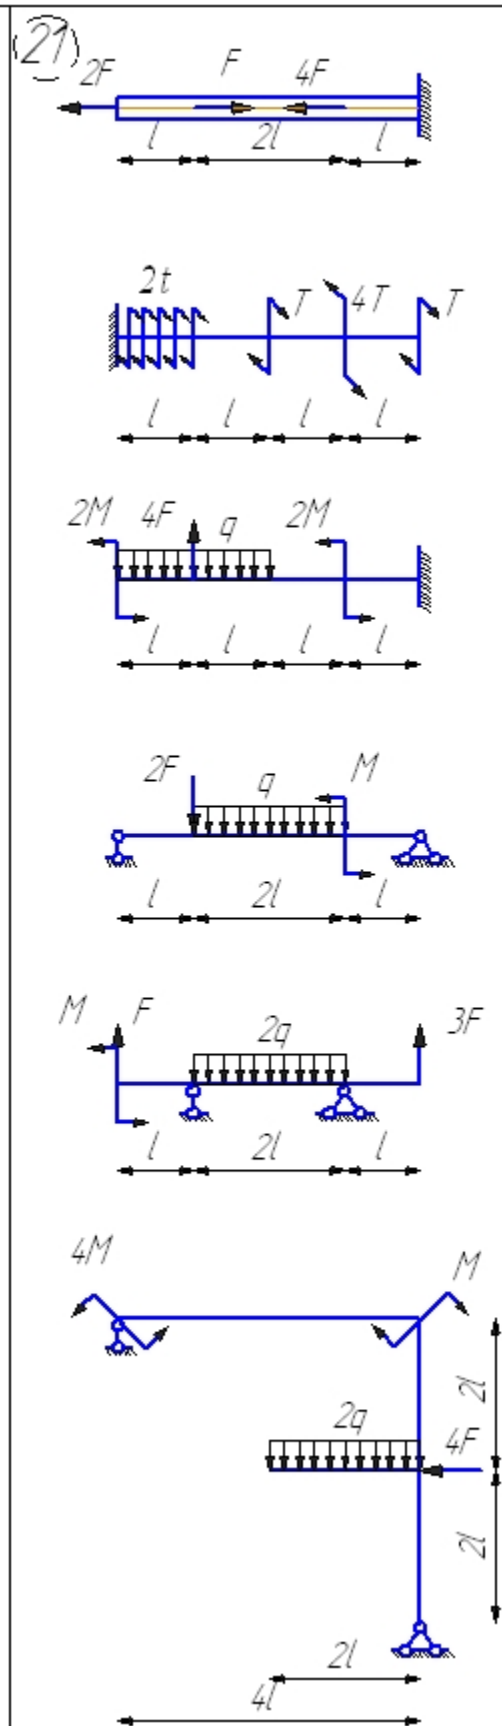 21
2F F 4F
l 2l l
2t T 4T T
l l l l
2M 4F q 2M
l l l l
2F q M
l 2l l
M F 2q 3F
l 2l l
4M M
2l
2q 4F
2l
2l
4l